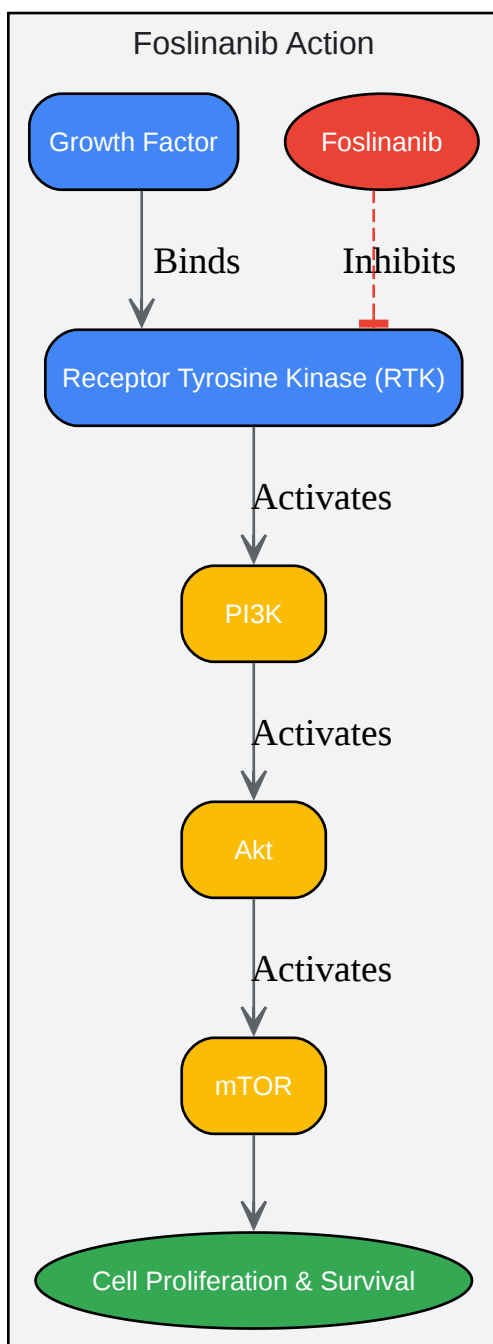 Foslinanib Action
Growth Factor
Foslinanib
Binds
Inhibits
Receptor Tyrosine Kinase (RTK)
Activates
PI3K
Activates
Akt
Activates
mTOR
Cell Proliferation & Survival